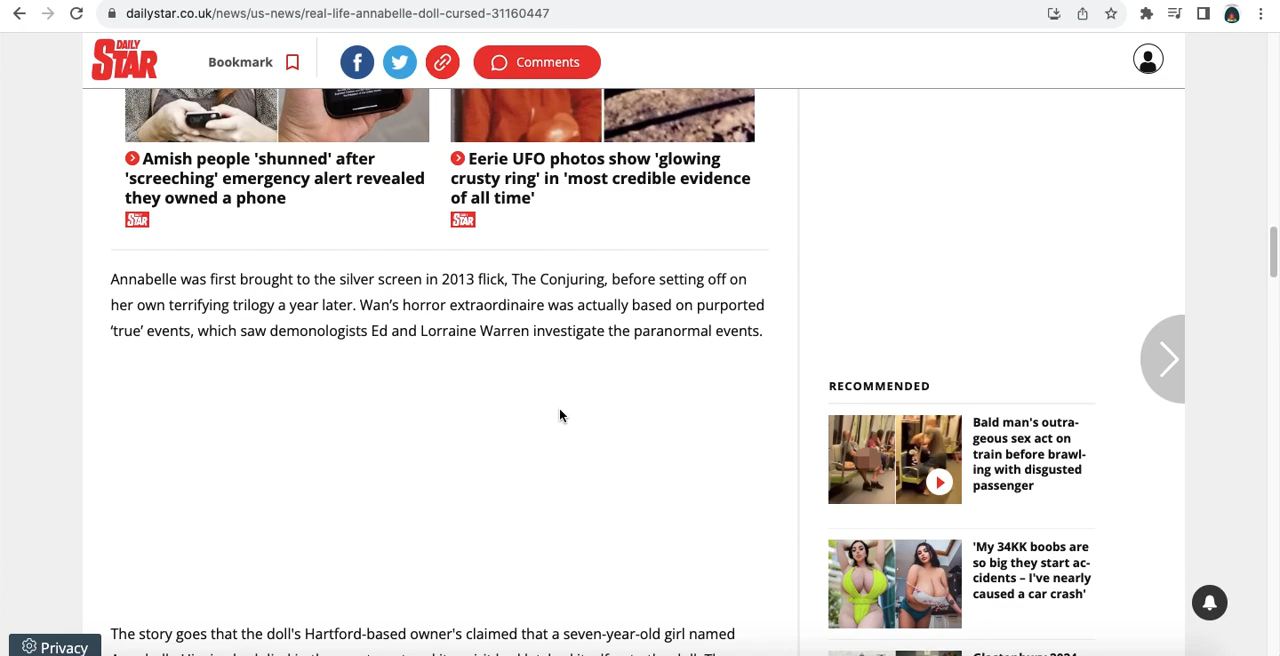 dailystar.co.uk/news/us-news/real-life-annabelle-doll-cursed-31160447
DAILY
STAR
Bookmark
f
Comments
Amish people 'shunned' after
'screeching' emergency alert revealed
they owned a phone
STAR
Eerie UFO photos show 'glowing
crusty ring' in 'most credible evidence
of all time'
STAR
Annabelle was first brought to the silver screen in 2013 flick, The Conjuring, before setting off on
her own terrifying trilogy a year later. Wan’s horror extraordinaire was actually based on purported
‘true’ events, which saw demonologists Ed and Lorraine Warren investigate the paranormal events.
RECOMMENDED
Bald man's outra-
geous sex act on
train before brawl-
ing with disgusted
passenger
'My 34KK boobs are
so big they start ac-
cidents – I've nearly
caused a car crash'
The story goes that the doll's Hartford-based owner's claimed that a seven-year-old girl named
Privacy